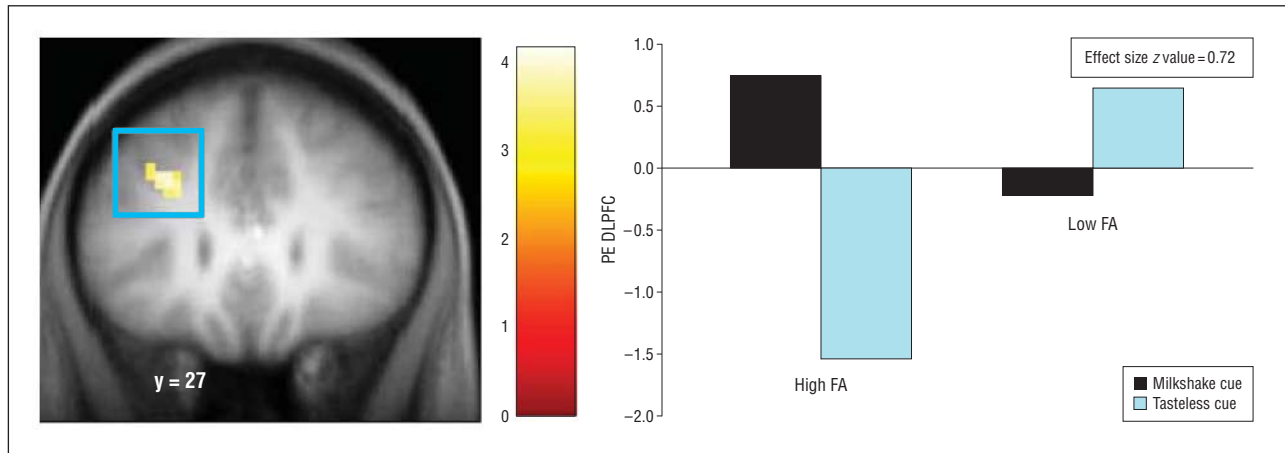 4
3
2
1
0
y = 27
1.0
0.5
0.0
−0.5
−1.0
−1.5
−2.0
PE DLPFC
Effect size z value = 0.72
High FA
Low FA
Milkshake cue
Tasteless cue